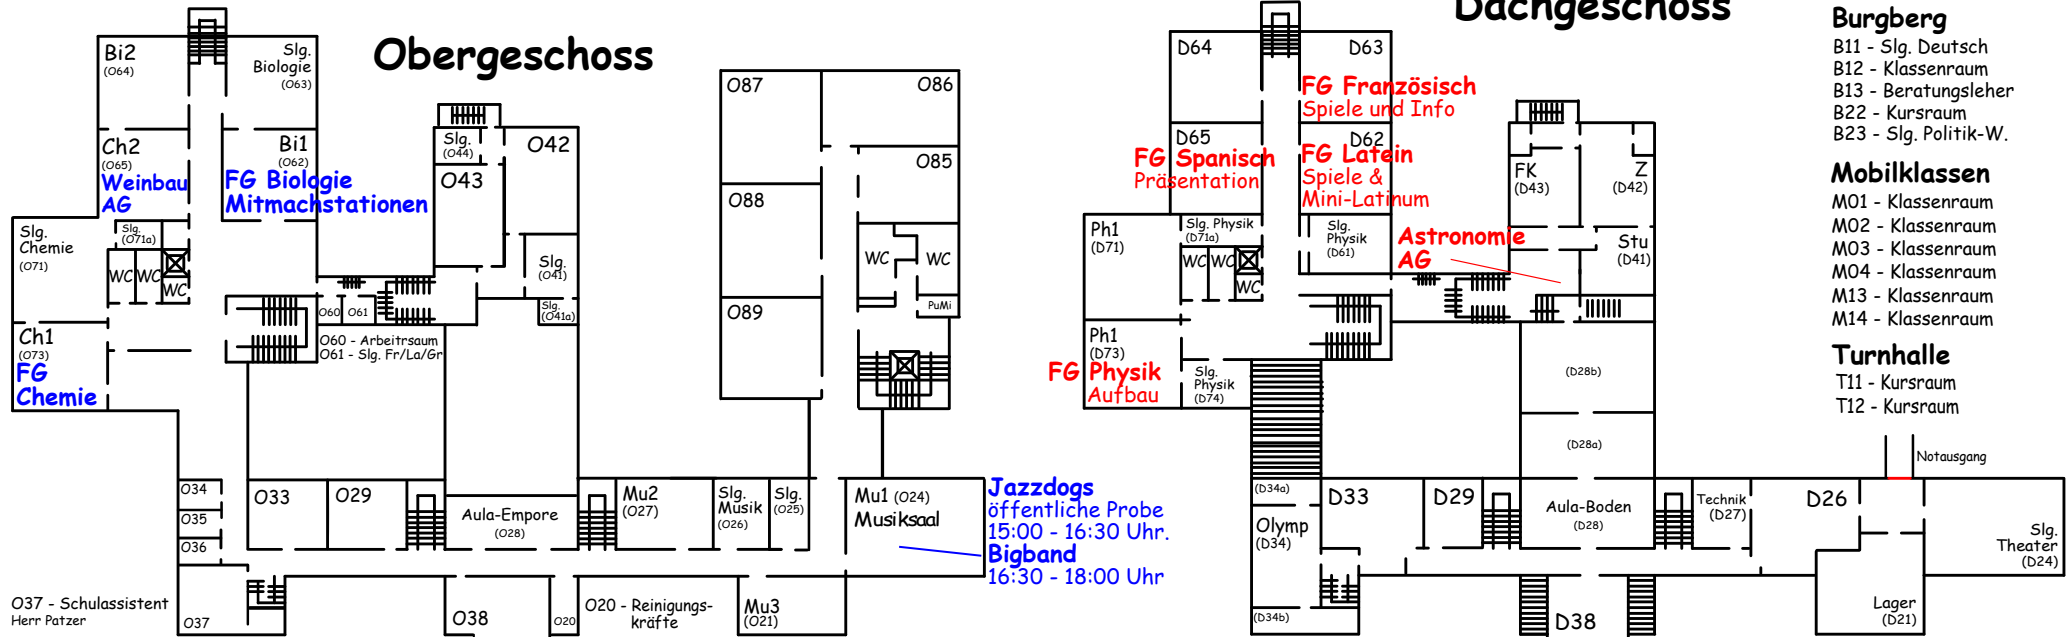 Obergeschoss
Bi2
(O64)
Slg.
Biologie
(O63)
Ch2
(O65)
Weinbau
AG
Bi1
(O62)
FG Biologie
Mitmachstationen
Slg.
(O44)
O42
O43
Slg.
(O41)
Slg.
(O41a)
Slg.
Chemie
(O71)
Slg.
(O71a)
WC
WC
WC
O60
O61
O60 - Arbeitrsaum
O61 - Slg. Fr/La/Gr
Ch1
(O73)
FG
Chemie
O87
O86
O85
O88
O89
WC
WC
PuMi
O34
O35
O36
O33
O29
Aula-Empore
(O28)
Mu2
(O27)
Slg.
Musik
(O26)
Slg.
(O25)
Mu1 (O24)
Musiksaal
Jazzdogs
öffentliche Probe
15:00 - 16:30 Uhr.
Bigband
16:30 - 18:00 Uhr
O37 - Schulassistent
Herr Patzer
O37
O38
O20
O20 - Reinigungs-
kräfte
Mu3
(O21)
Dachgeschoss
D64
D63
FG Französisch
Spiele und Info
D65
FG Spanisch
Präsentation
D62
FG Latein
Spiele &
Mini-Latinum
Ph1
(D71)
Slg. Physik
(D71a)
WC
WC
WC
Slg.
Physik
(D61)
Astronomie
AG
FK
(D43)
Z
(D42)
Stu
(D41)
Ph1
(D73)
FG Physik
Aufbau
Slg.
Physik
(D74)
(D28b)
(D28a)
(D34a)
Olymp
(D34)
(D34b)
D33
D29
Aula-Boden
(D28)
Technik
(D27)
D26
Notausgang
Slg.
Theater
(D24)
Lager
(D21)
D38
Burgberg
B11 - Slg. Deutsch
B12 - Klassenraum
B13 - Beratungsleher
B22 - Kursraum
B23 - Slg. Politik-W.
Mobilklassen
M01 - Klassenraum
M02 - Klassenraum
M03 - Klassenraum
M04 - Klassenraum
M13 - Klassenraum
M14 - Klassenraum
Turnhalle
T11 - Kursraum
T12 - Kursraum